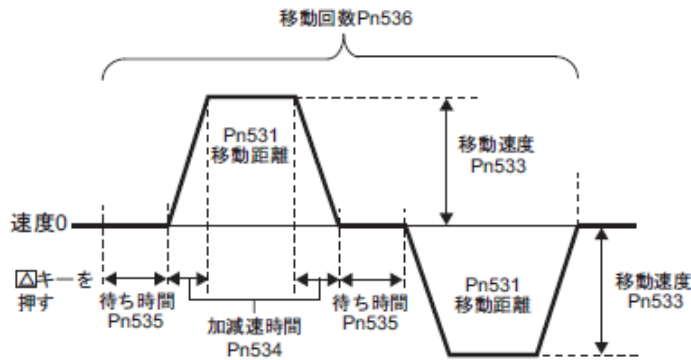 移動回数Pn536
Pn531
移動距離
移動速度
Pn533
速度0
△キーを
押す
待ち時間
Pn535
加減速時間
Pn534
待ち時間
Pn535
Pn531
移動距離
移動速度
Pn533